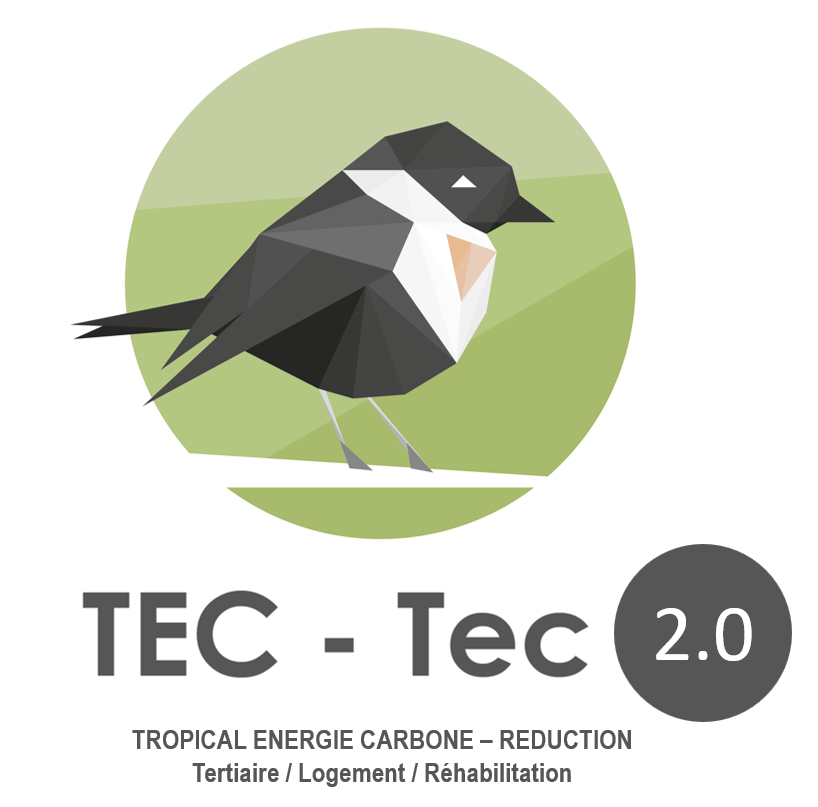 TEC - Tec 2.0
TROPICAL ENERGIE CARBONE – REDUCTION
Tertiaire / Logement / Réhabilitation